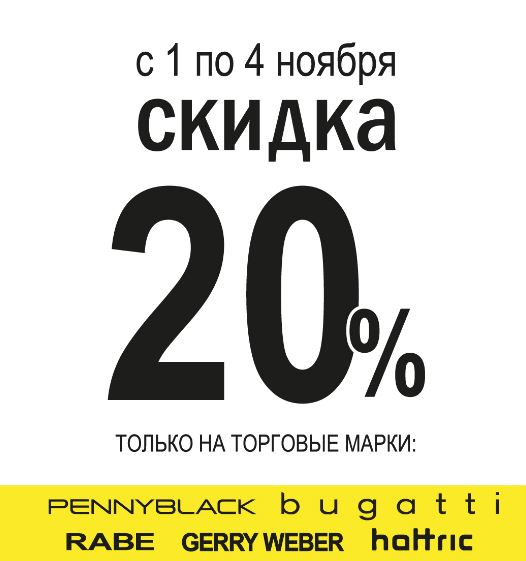 с 1 по 4 ноября
скидка
20%
ТОЛЬКО НА ТОРГОВЫЕ МАРКИ:
PENNYBLACK bugatti
RABE GERRY WEBER hattric